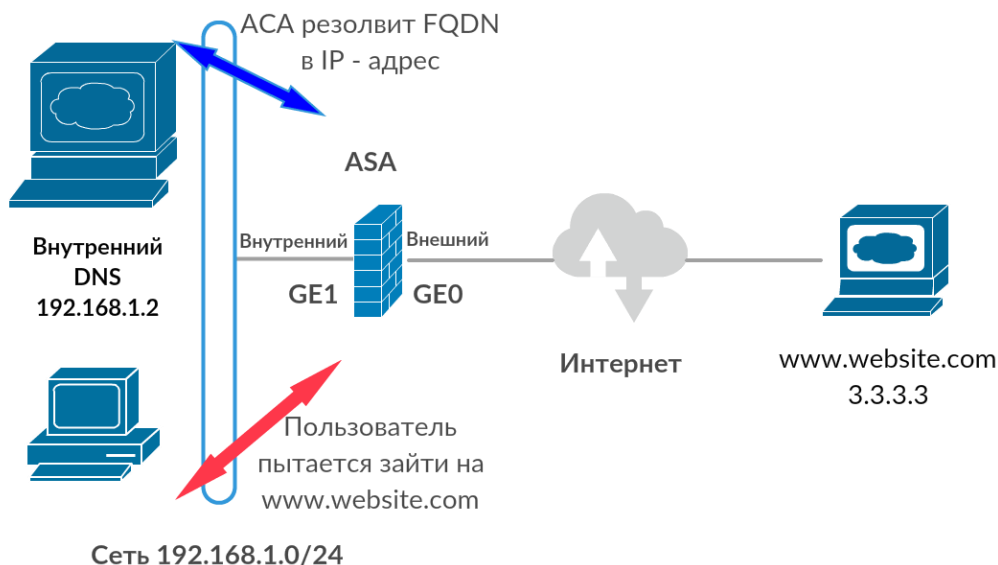 АСА резолвит FQDN
в IP - адрес
ASA
Внутренний
DNS
192.168.1.2
Внутренний
Внешний
GE1
GE0
Интернет
www.website.com
3.3.3.3
Пользователь
пытается зайти на
www.website.com
Сеть 192.168.1.0/24